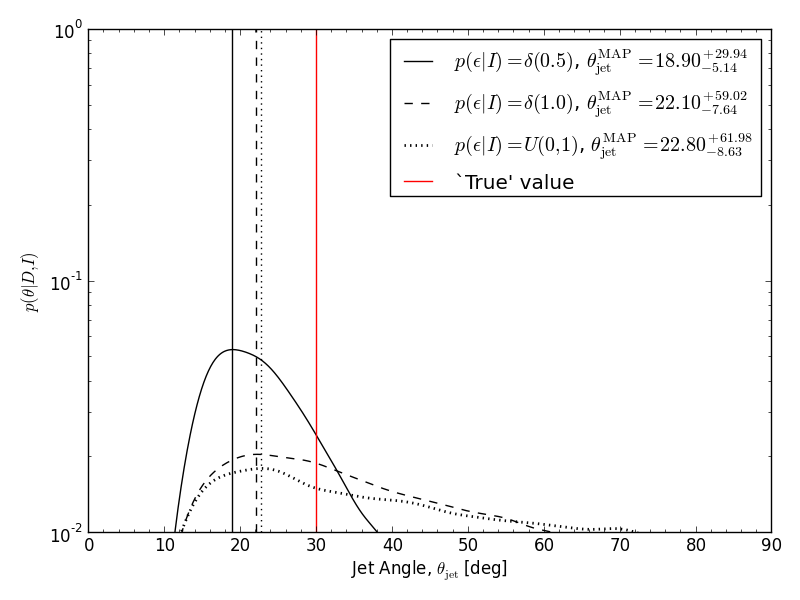 10⁰
10⁻¹
10⁻²
p(θ|D,I)
p(ϵ|I)=δ(0.5), θ_jet^MAP=18.90^{+29.94}_{-5.14}
p(ϵ|I)=δ(1.0), θ_jet^MAP=22.10^{+59.02}_{-7.64}
p(ϵ|I)=U(0,1), θ_jet^MAP=22.80^{+61.98}_{-8.63}
`True' value
0 10 20 30 40 50 60 70 80 90
Jet Angle, θ_jet [deg]